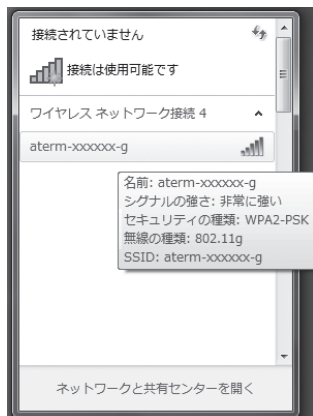 接続されていません
接続は使用可能です
ワイヤレス ネットワーク接続 4
aterm-xxxxxx-g
名前: aterm-xxxxxx-g
シグナルの強さ: 非常に強い
セキュリティの種類: WPA2-PSK
無線の種類: 802.11g
SSID: aterm-xxxxxx-g
ネットワークと共有センターを開く